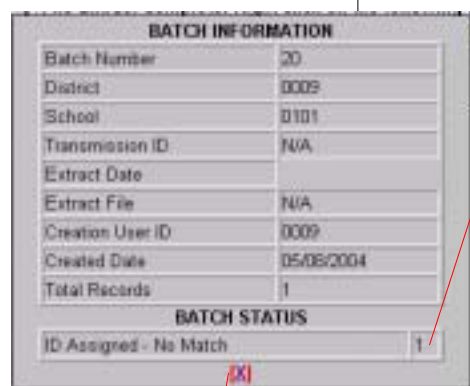 BATCH INFORMATION
Batch Number 20
District 0009
School 0101
Transmission ID N/A
Extract Date
Extract File N/A
Creation User ID 0009
Created Date 05/08/2004
Total Records 1
BATCH STATUS
ID Assigned - No Match 1
[X]